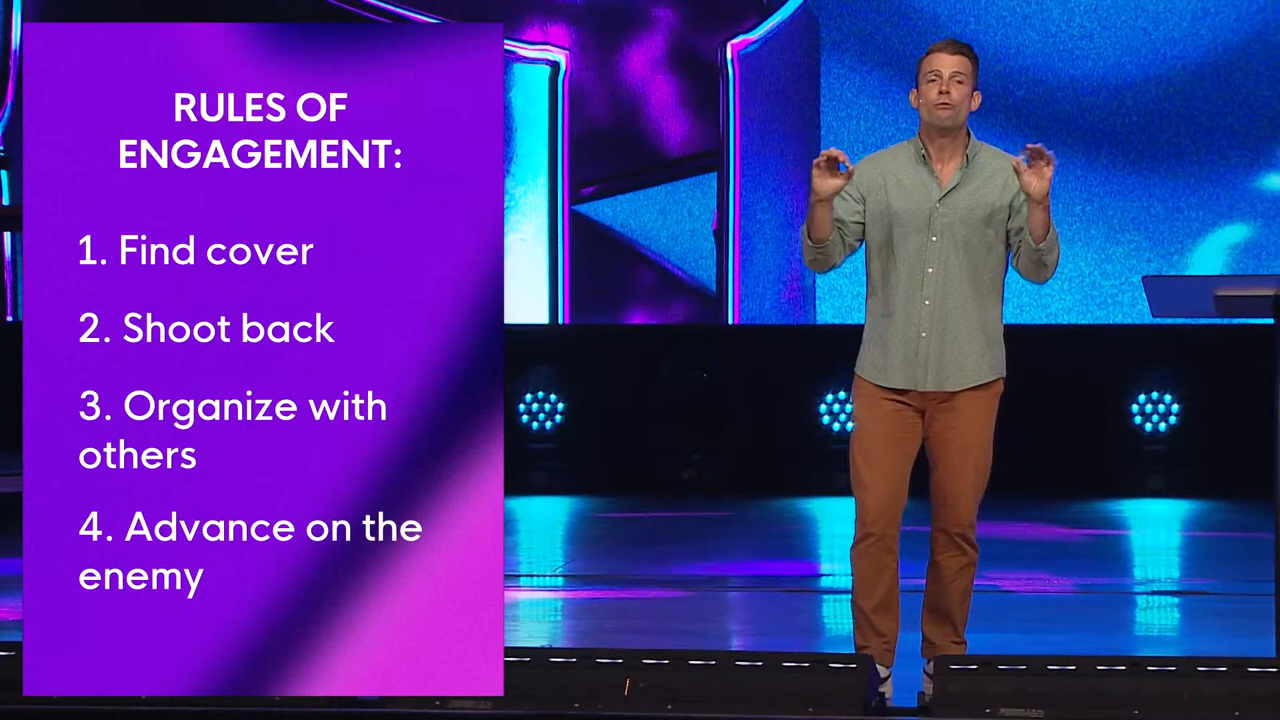 RULES OF
ENGAGEMENT:
1. Find cover
2. Shoot back
3. Organize with
others
4. Advance on the
enemy